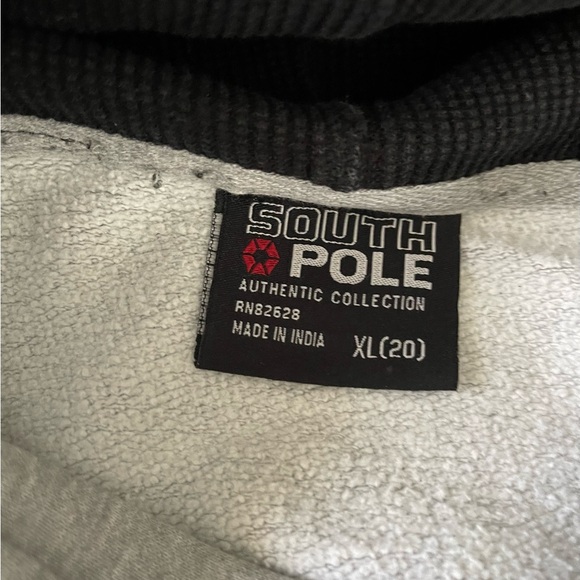 SOUTH
POLE
AUTHENTIC COLLECTION
RN82628
MADE IN INDIA XL(20)